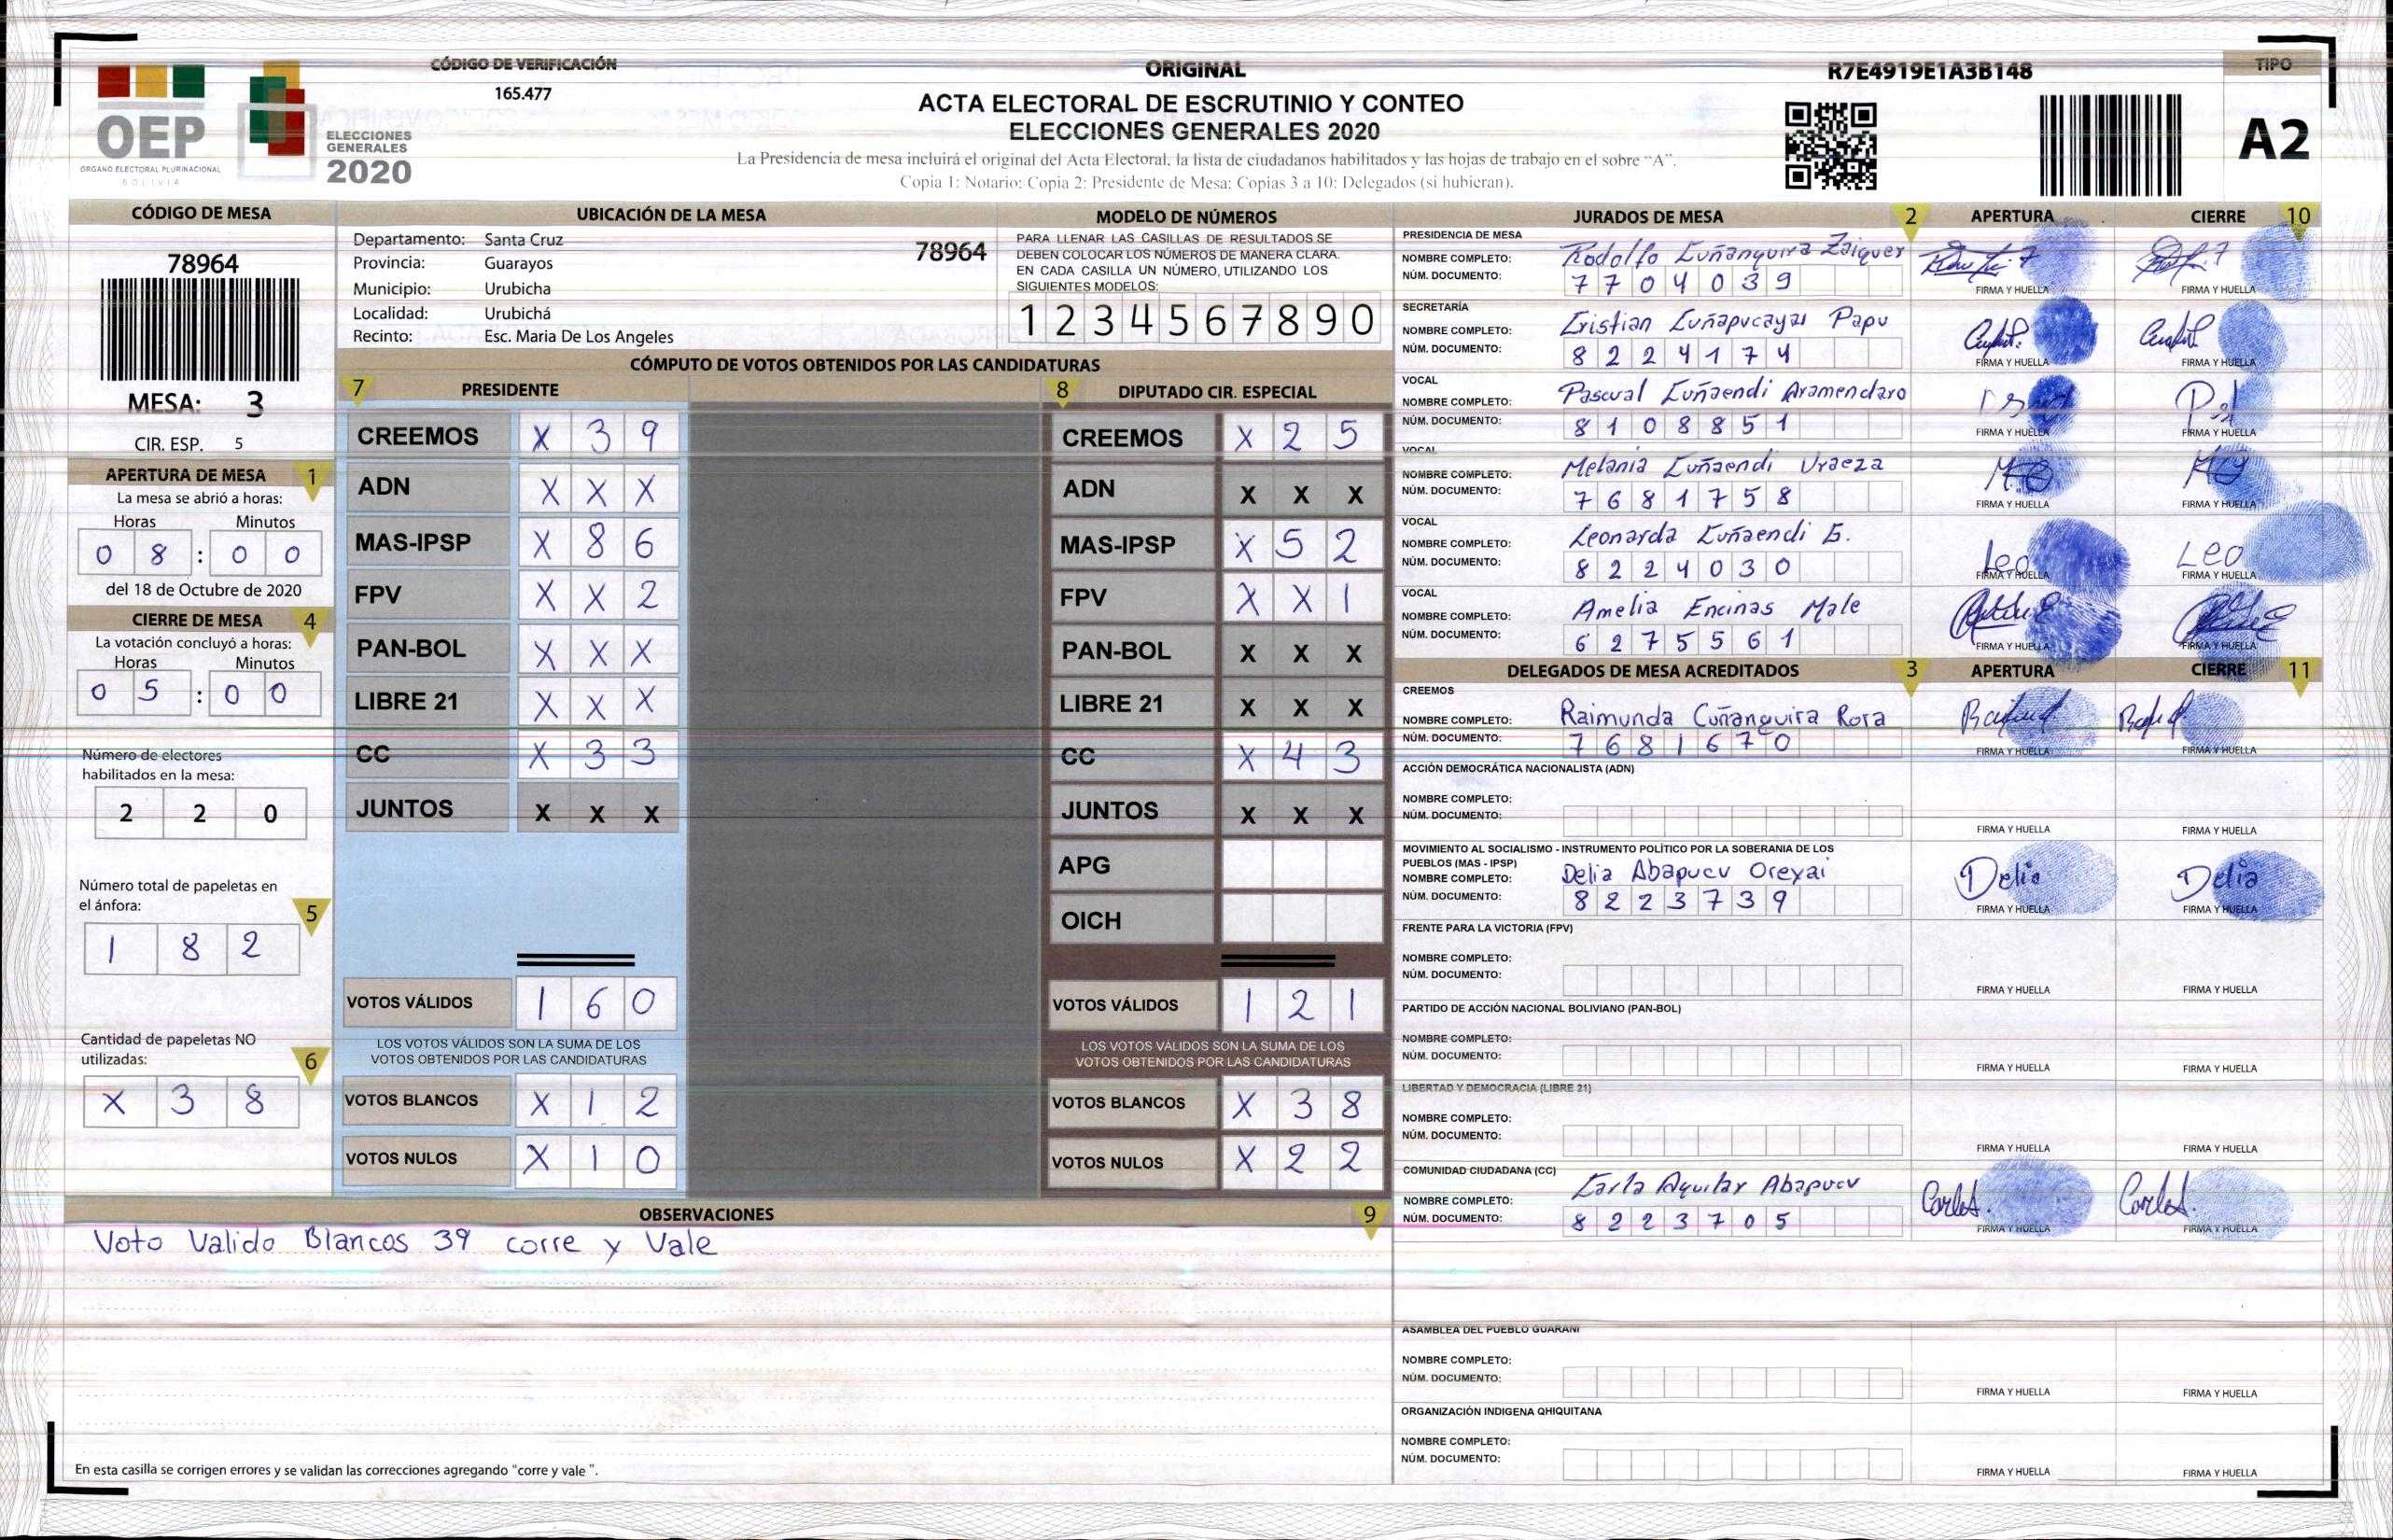 CÓDIGO DE VERIFICACIÓN
165.477
ORIGINAL
ACTA ELECTORAL DE ESCRUTINIO Y CONTEO
ELECCIONES GENERALES 2020
La Presidencia de mesa incluirá el original del Acta Electoral, la lista de ciudadanos habilitados y las hojas de trabajo en el sobre "A".
Copia 1: Notario; Copia 2: Presidente de Mesa; Copias 3 a 10: Delegados (si hubieran).
R7E4919E1A3B148
TIPO
A2
OEP
ÓRGANO ELECTORAL PLURINACIONAL
BOLIVIA
ELECCIONES
GENERALES
2020
CÓDIGO DE MESA
78964
MESA: 3
CIR. ESP. 5
APERTURA DE MESA 1
La mesa se abrió a horas:
Horas Minutos
0 8 : 0 0
del 18 de Octubre de 2020
CIERRE DE MESA 4
La votación concluyó a horas:
Horas Minutos
0 5 : 0 0
Número de electores
habilitados en la mesa:
2 2 0
Número total de papeletas en
el ánfora:
5
1 8 2
Cantidad de papeletas NO
utilizadas:
6
X 3 8
UBICACIÓN DE LA MESA
Departamento: Santa Cruz
78964
Provincia: Guarayos
Municipio: Urubicha
Localidad: Urubichá
Recinto: Esc. Maria De Los Angeles
MODELO DE NÚMEROS
PARA LLENAR LAS CASILLAS DE RESULTADOS SE
DEBEN COLOCAR LOS NÚMEROS DE MANERA CLARA.
EN CADA CASILLA UN NÚMERO, UTILIZANDO LOS
SIGUIENTES MODELOS:
1 2 3 4 5 6 7 8 9 0
CÓMPUTO DE VOTOS OBTENIDOS POR LAS CANDIDATURAS
7 PRESIDENTE
CREEMOS X 3 9
ADN X X X
MAS-IPSP X 8 6
FPV X X 2
PAN-BOL X X X
LIBRE 21 X X X
CC X 3 3
JUNTOS X X X
VOTOS VÁLIDOS 1 6 0
LOS VOTOS VÁLIDOS SON LA SUMA DE LOS
VOTOS OBTENIDOS POR LAS CANDIDATURAS
VOTOS BLANCOS X 1 2
VOTOS NULOS X 1 0
8 DIPUTADO CIR. ESPECIAL
CREEMOS X 2 5
ADN X X X
MAS-IPSP X 5 2
FPV X X 1
PAN-BOL X X X
LIBRE 21 X X X
CC X 4 3
JUNTOS X X X
APG
OICH
VOTOS VÁLIDOS 1 2 1
LOS VOTOS VÁLIDOS SON LA SUMA DE LOS
VOTOS OBTENIDOS POR LAS CANDIDATURAS
VOTOS BLANCOS X 3 8
VOTOS NULOS X 2 2
OBSERVACIONES 9
Voto Valido Blancos 39 corre y Vale
En esta casilla se corrigen errores y se validan las correcciones agregando "corre y vale ".
JURADOS DE MESA 2 APERTURA CIERRE 10
PRESIDENCIA DE MESA
NOMBRE COMPLETO: Rodolfo Cuñanguira Zaiquer
NÚM. DOCUMENTO: 7 7 0 4 0 3 9
FIRMA Y HUELLA FIRMA Y HUELLA
SECRETARÍA
NOMBRE COMPLETO: Cristian Cuñapucayai Papu
NÚM. DOCUMENTO: 8 2 2 4 1 7 4
FIRMA Y HUELLA FIRMA Y HUELLA
VOCAL
NOMBRE COMPLETO: Pascual Cuñaendi Aramendaro
NÚM. DOCUMENTO: 8 1 0 8 8 5 1
FIRMA Y HUELLA FIRMA Y HUELLA
VOCAL
NOMBRE COMPLETO: Melania Cuñaendi Uraeza
NÚM. DOCUMENTO: 7 6 8 1 7 5 8
FIRMA Y HUELLA FIRMA Y HUELLA
VOCAL
NOMBRE COMPLETO: Leonarda Cuñaendi G.
NÚM. DOCUMENTO: 8 2 2 4 0 3 0
Leo Leo
FIRMA Y HUELLA FIRMA Y HUELLA
VOCAL
NOMBRE COMPLETO: Amelia Encinas Male
NÚM. DOCUMENTO: 6 2 7 5 5 6 1
FIRMA Y HUELLA FIRMA Y HUELLA
DELEGADOS DE MESA ACREDITADOS 3 APERTURA CIERRE 11
CREEMOS
NOMBRE COMPLETO: Raimunda Cuñanguira Rora
NÚM. DOCUMENTO: 7 6 8 1 6 7 0
FIRMA Y HUELLA FIRMA Y HUELLA
ACCIÓN DEMOCRÁTICA NACIONALISTA (ADN)
NOMBRE COMPLETO:
NÚM. DOCUMENTO:
FIRMA Y HUELLA FIRMA Y HUELLA
MOVIMIENTO AL SOCIALISMO - INSTRUMENTO POLÍTICO POR LA SOBERANIA DE LOS
PUEBLOS (MAS - IPSP)
NOMBRE COMPLETO: Delia Abapucu Oreyai
NÚM. DOCUMENTO: 8 2 2 3 7 3 9
Delia Delia
FIRMA Y HUELLA FIRMA Y HUELLA
FRENTE PARA LA VICTORIA (FPV)
NOMBRE COMPLETO:
NÚM. DOCUMENTO:
FIRMA Y HUELLA FIRMA Y HUELLA
PARTIDO DE ACCIÓN NACIONAL BOLIVIANO (PAN-BOL)
NOMBRE COMPLETO:
NÚM. DOCUMENTO:
FIRMA Y HUELLA FIRMA Y HUELLA
LIBERTAD Y DEMOCRACIA (LIBRE 21)
NOMBRE COMPLETO:
NÚM. DOCUMENTO:
FIRMA Y HUELLA FIRMA Y HUELLA
COMUNIDAD CIUDADANA (CC)
NOMBRE COMPLETO: Carla Aguilar Abapucu
NÚM. DOCUMENTO: 8 2 2 3 7 0 5
FIRMA Y HUELLA FIRMA Y HUELLA
ASAMBLEA DEL PUEBLO GUARANI
NOMBRE COMPLETO:
NÚM. DOCUMENTO:
FIRMA Y HUELLA FIRMA Y HUELLA
ORGANIZACIÓN INDIGENA QHIQUITANA
NOMBRE COMPLETO:
NÚM. DOCUMENTO:
FIRMA Y HUELLA FIRMA Y HUELLA